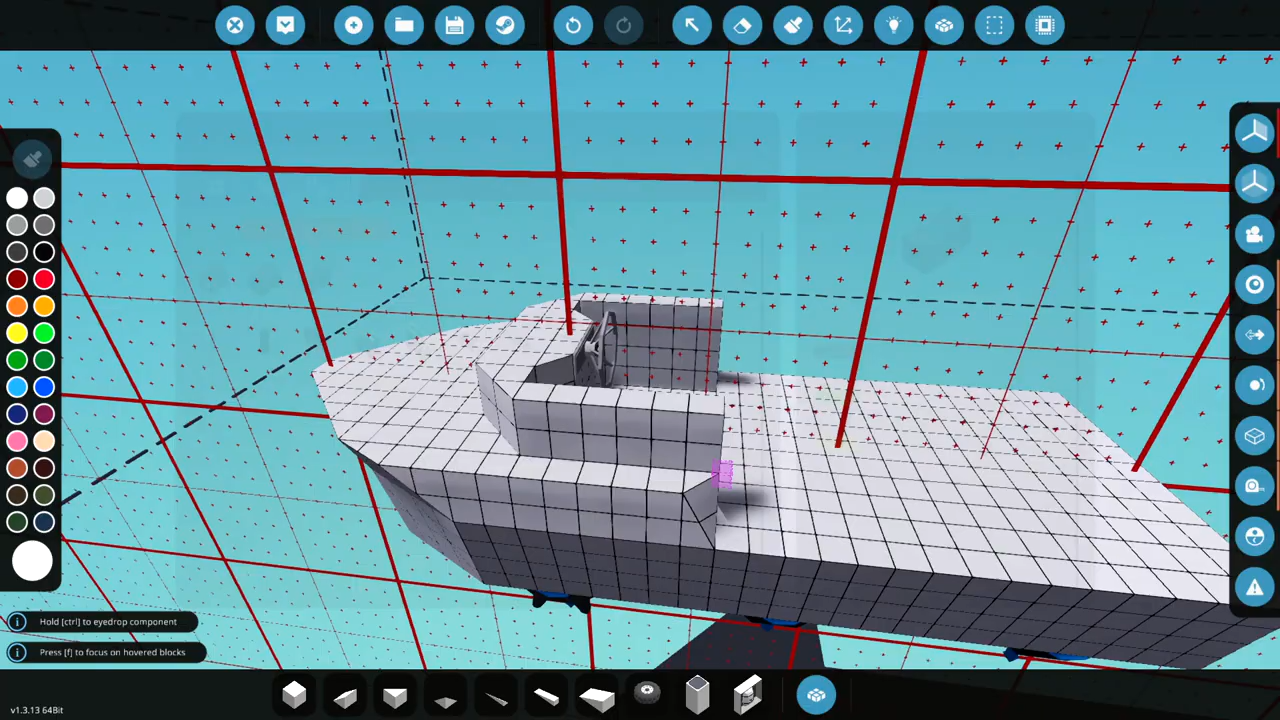 Hold [ctrl] to eyedrop component
Press [f] to focus on hovered blocks
v1.3.13 64Bit